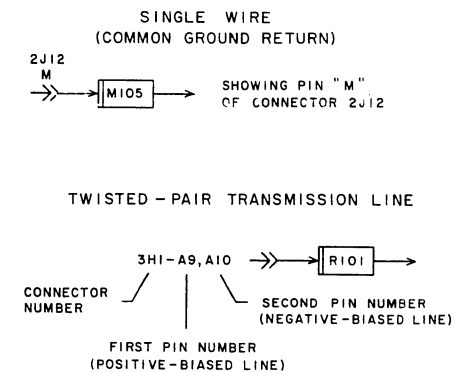 SINGLE WIRE
(COMMON GROUND RETURN)
2J12
M
M105
SHOWING PIN "M"
OF CONNECTOR 2J12
TWISTED-PAIR TRANSMISSION LINE
3H1-A9,A10
R101
CONNECTOR
NUMBER
SECOND PIN NUMBER
(NEGATIVE-BIASED LINE)
FIRST PIN NUMBER
(POSITIVE-BIASED LINE)